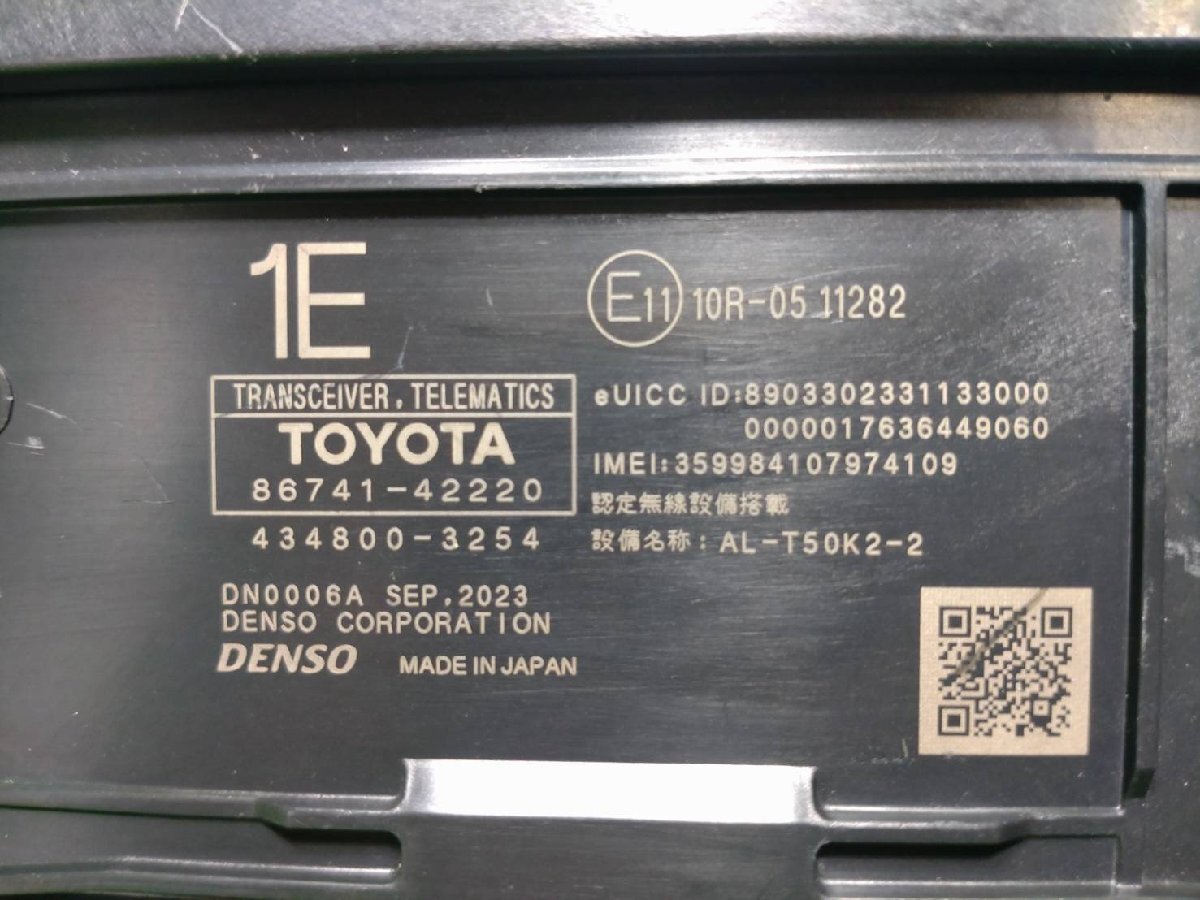 1E
TRANSCEIVER, TELEMATICS
TOYOTA
86741-42220
434800-3254
DN0006A SEP.2023
DENSO CORPORATION
DENSO MADE IN JAPAN
E11 10R-05 11282
eUICC ID:8903302331133000
0000017636449060
IMEI:359984107974109
認定無線設備搭載
設備名称: AL-T50K2-2